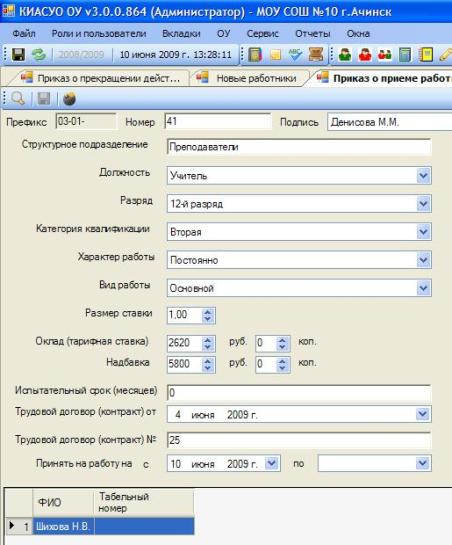 КИАСУО ОУ v3.0.0.864 (Администратор) - МОУ СОШ №10 г.Ачинск
Файл Роли и пользователи Вкладки ОУ Сервис Отчеты Окна
2008/2009 10 июня 2009 г. 13:28:11
Приказ о прекращении дейст... Новые работники Приказ о приеме работ
Префикс 03-01- Номер 41 Подпись Денисова М.М.
Структурное подразделение Преподаватели
Должность Учитель
Разряд 12-й разряд
Категория квалификации Вторая
Характер работы Постоянно
Вид работы Основной
Размер ставки 1,00
Оклад (тарифная ставка) 2620 руб. 0 коп.
Надбавка 5800 руб. 0 коп.
Испытательный срок (месяцев) 0
Трудовой договор (контракт) от 4 июня 2009 г.
Трудовой договор (контракт) № 25
Принять на работу на с 10 июня 2009 г. по
ФИО Табельный номер
1 Шихова Н.В.